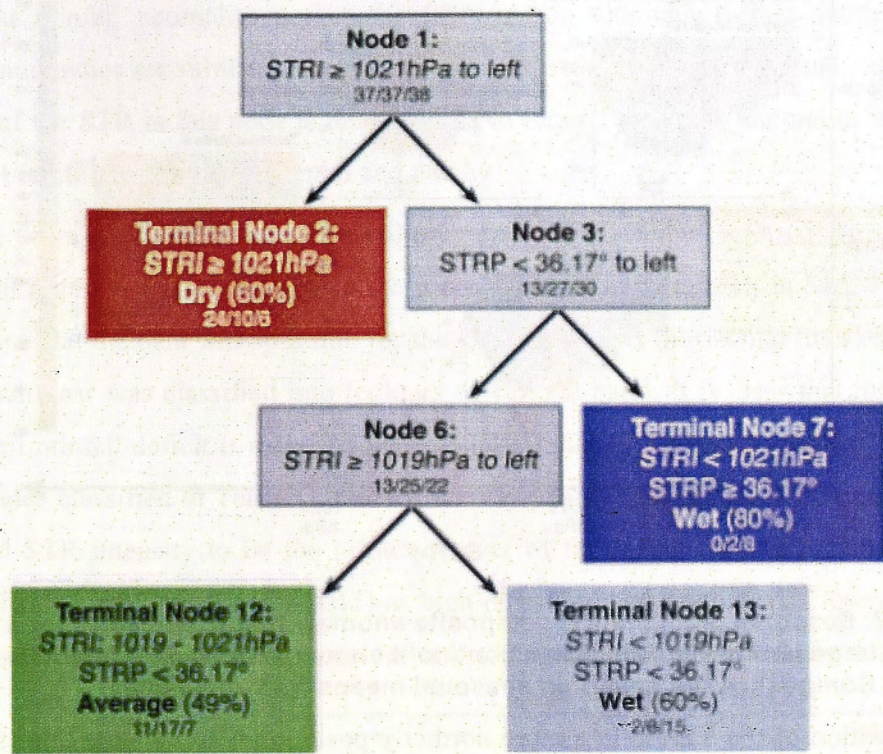 Node 1:
STRI ≥ 1021hPa to left
37/37/38
Terminal Node 2:
STRI ≥ 1021hPa
Dry (60%)
24/10/8
Node 3:
STRP < 36.17° to left
13/27/30
Node 6:
STRI ≥ 1019hPa to left
13/25/22
Terminal Node 7:
STRI < 1021hPa
STRP ≥ 36.17°
Wet (80%)
0/2/8
Terminal Node 12:
STRI: 1019 - 1021hPa
STRP < 36.17°
Average (49%)
11/17/7
Terminal Node 13:
STRI < 1019hPa
STRP < 36.17°
Wet (60%)
2/8/15